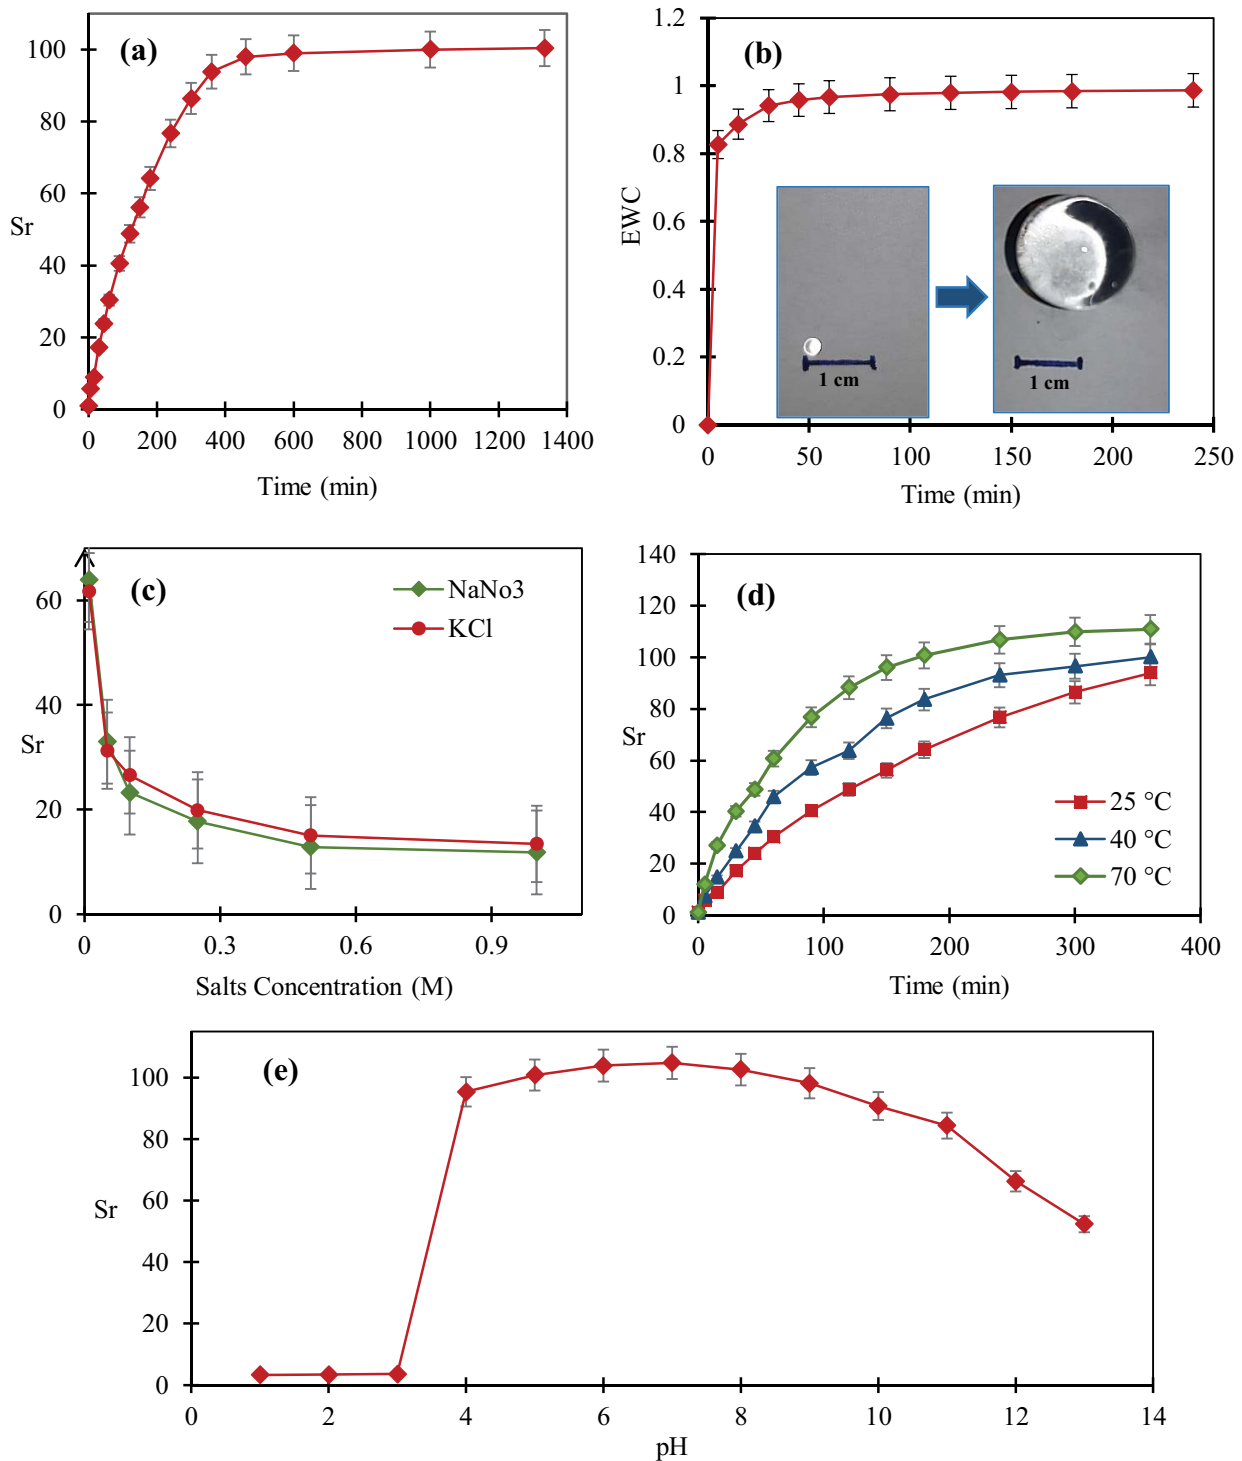 (a)
100
80
60
Sr
40
20
0
0 200 400 600 800 1000 1200 1400
Time (min)
(b)
1.2
1
0.8
0.6
EWC
0.4
0.2
0
1 cm
1 cm
0 50 100 150 200 250
Time (min)
(c)
NaNo3
KCl
60
40
Sr
20
0
0 0.3 0.6 0.9
Salts Concentration (M)
(d)
140
120
100
80
Sr
60
40
20
0
25 °C
40 °C
70 °C
0 100 200 300 400
Time (min)
(e)
100
80
60
Sr
40
20
0
0 2 4 6 8 10 12 14
pH